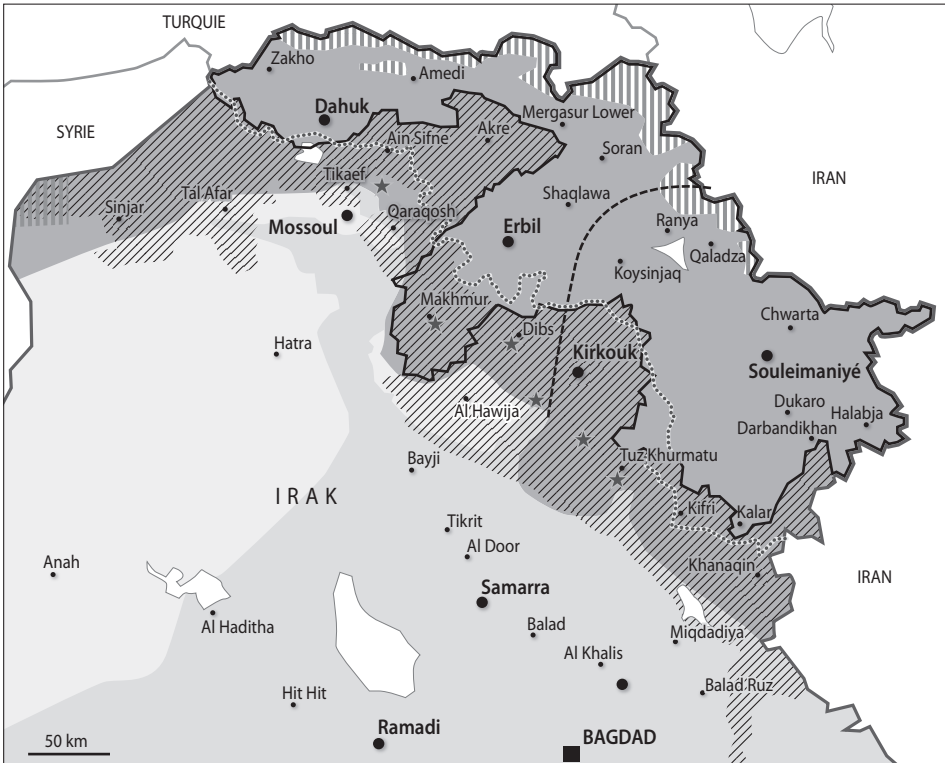 TURQUIE
Zakho
Amedi
Dahuk
Mergasur Lower
SYRIE
Ain Sifne
Akre
Soran
IRAN
Tikaef
Shaqlawa
Sinjar
Tal Afar
Mossoul
Qaraqosh
Erbil
Ranya
Qaladza
Koysinjaq
Makhmur
Dibs
Chwarta
Hatra
Kirkouk
Souleimaniyé
Al Hawija
Dukaro
Halabja
Darbandikhan
Bayji
Tuz Khurmatu
IRAK
Kifri
Kalar
Tikrit
Al Door
Anah
Khanaqin
IRAN
Samarra
Al Haditha
Balad
Miqdadiya
Al Khalis
Hit Hit
Balad Ruz
Ramadi
BAGDAD
50 km